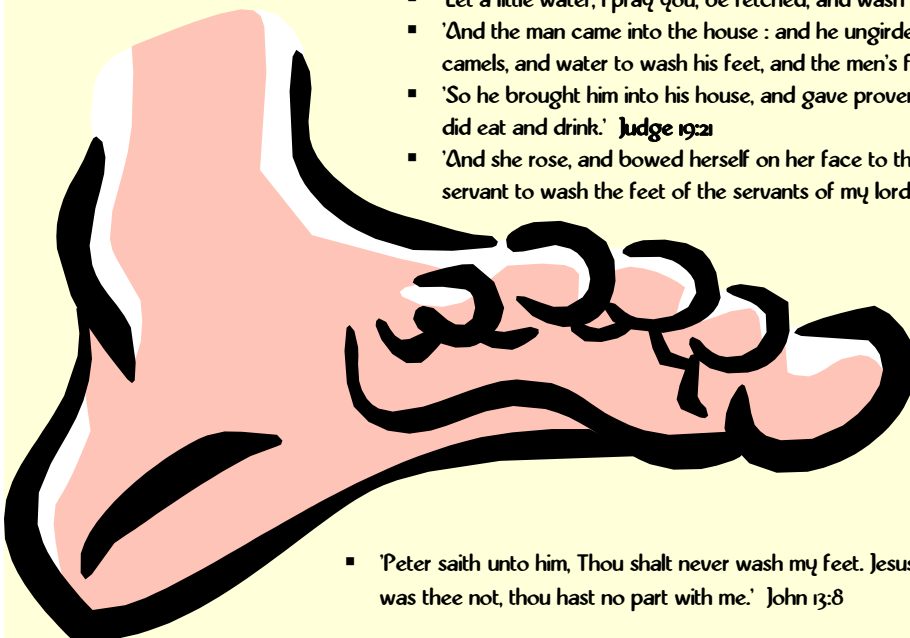 ▪ 'Let a little water, I pray you, be fetched, and wash
▪ 'And the man came into the house : and he ungirde
camels, and water to wash his feet, and the men's f
▪ 'So he brought him into his house, and gave proven
did eat and drink.' Judge 19:21
▪ 'And she rose, and bowed herself on her face to th
servant to wash the feet of the servants of my lord
▪ 'Peter saith unto him, Thou shalt never wash my feet. Jesus
was thee not, thou hast no part with me.' John 13:8